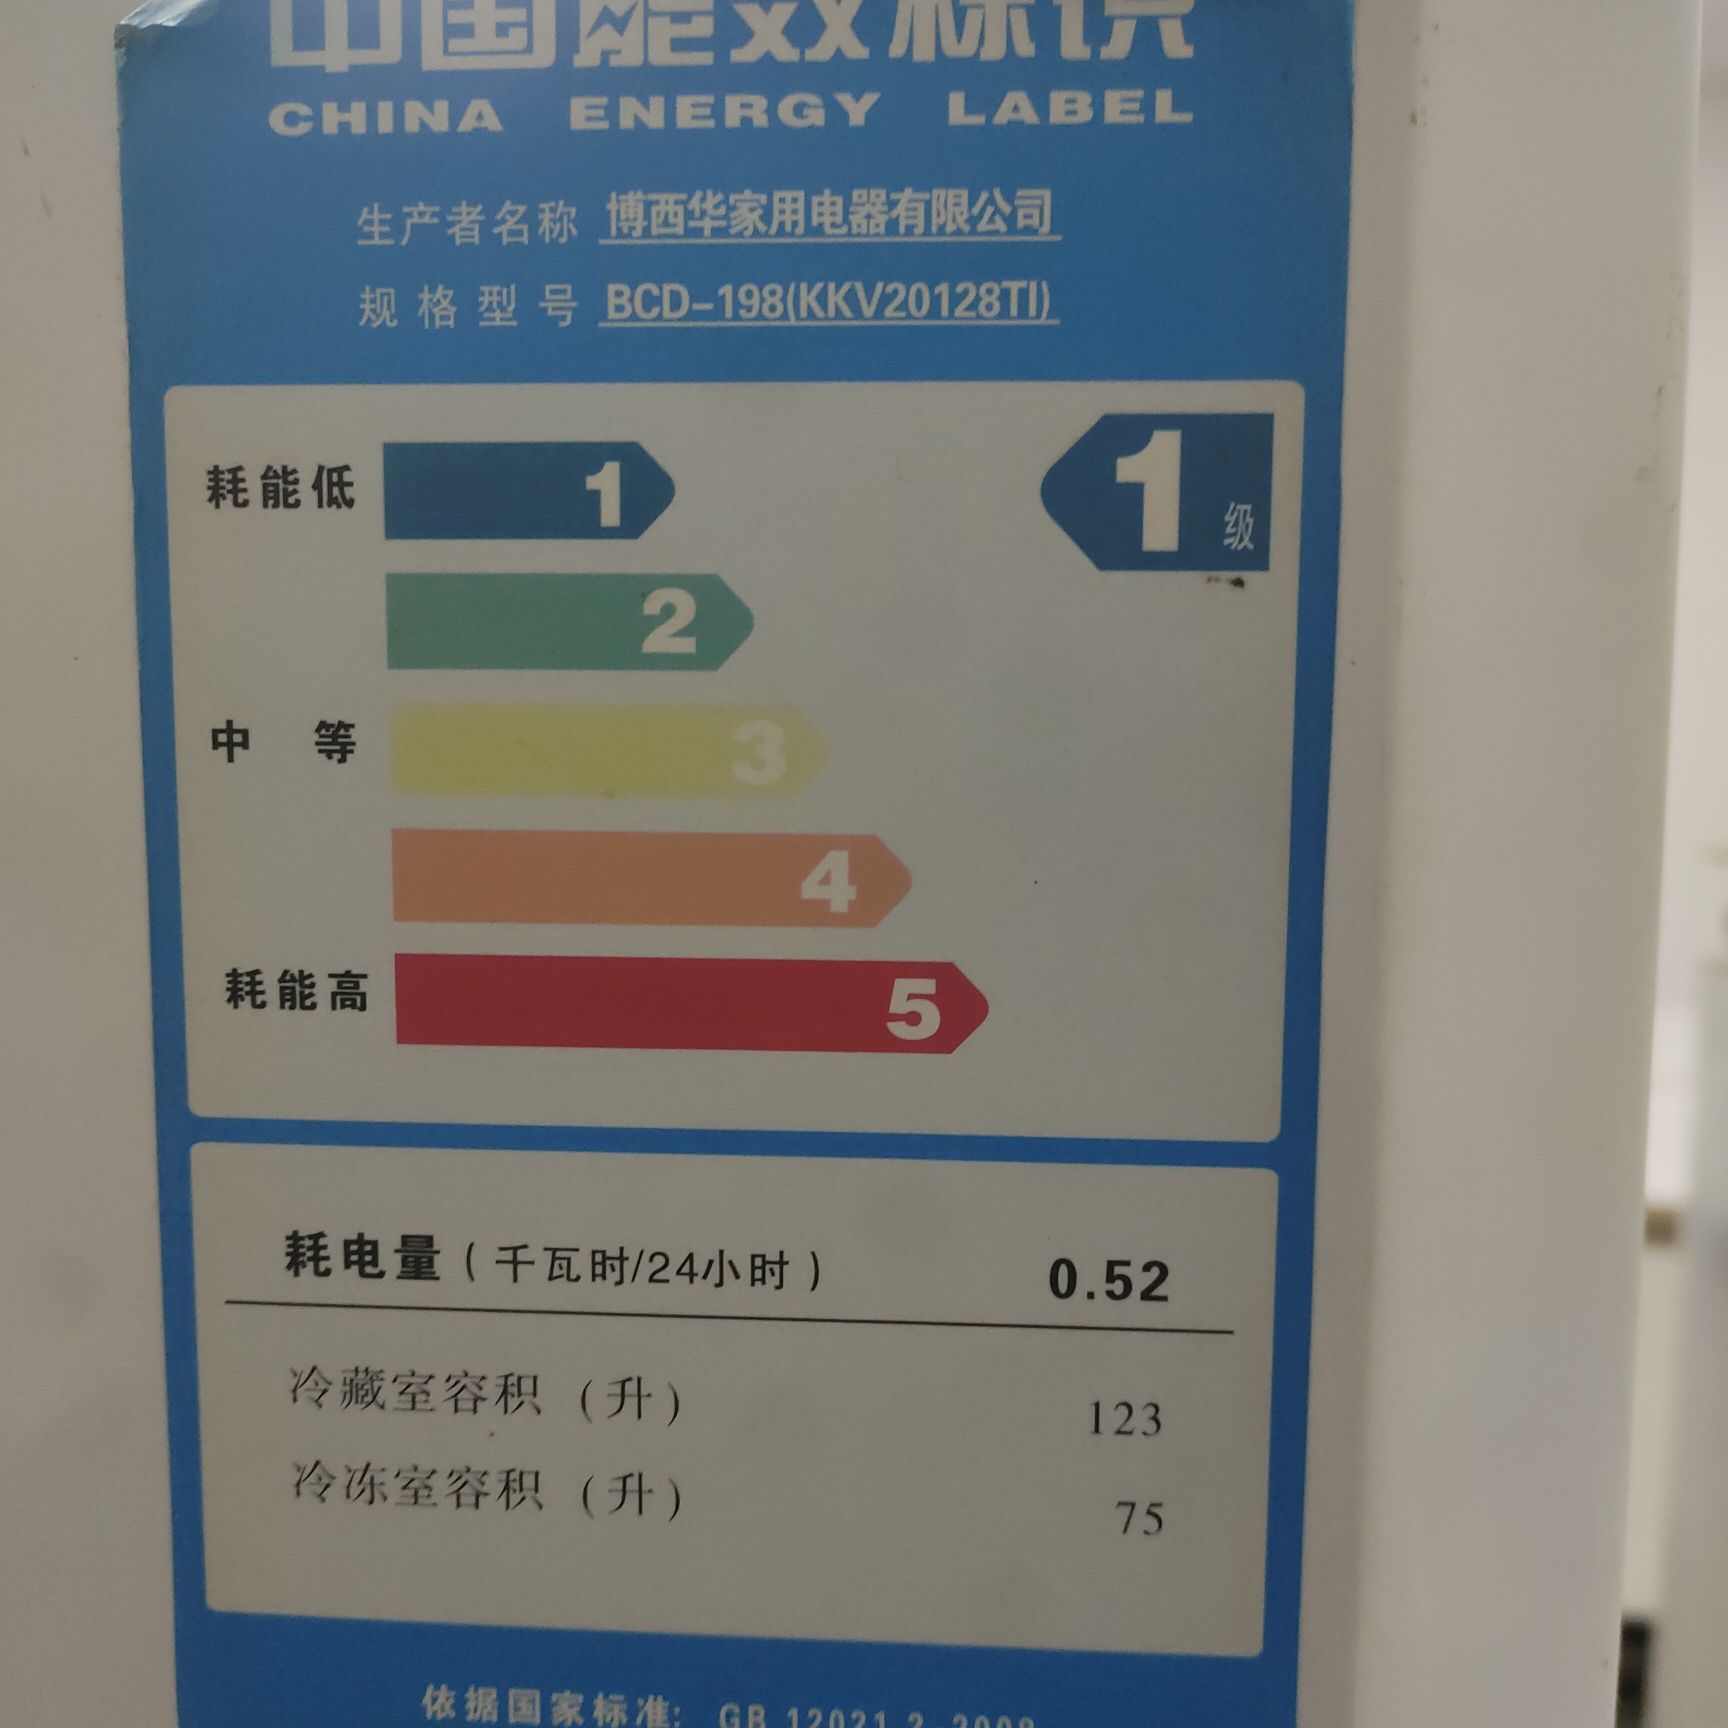 中国能效标识
CHINA ENERGY LABEL
生产者名称 博西华家用电器有限公司
规格型号 BCD-198(KKV20128TI)
耗能低 1 1级
2
中等 3
4
耗能高 5
耗电量(千瓦时/24小时) 0.52
冷藏室容积(升) 123
冷冻室容积(升) 75
依据国家标准: GB 12021.2-2008